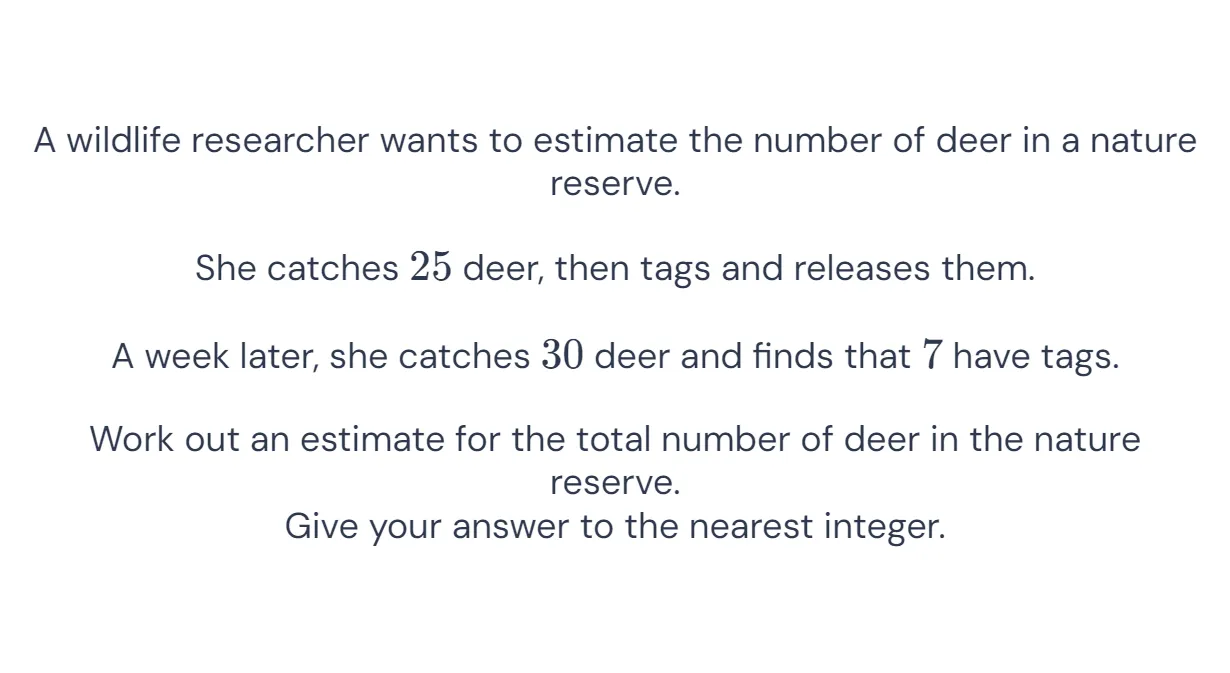 A wildlife researcher wants to estimate the number of deer in a nature
reserve.
She catches 25 deer, then tags and releases them.
A week later, she catches 30 deer and finds that 7 have tags.
Work out an estimate for the total number of deer in the nature
reserve.
Give your answer to the nearest integer.